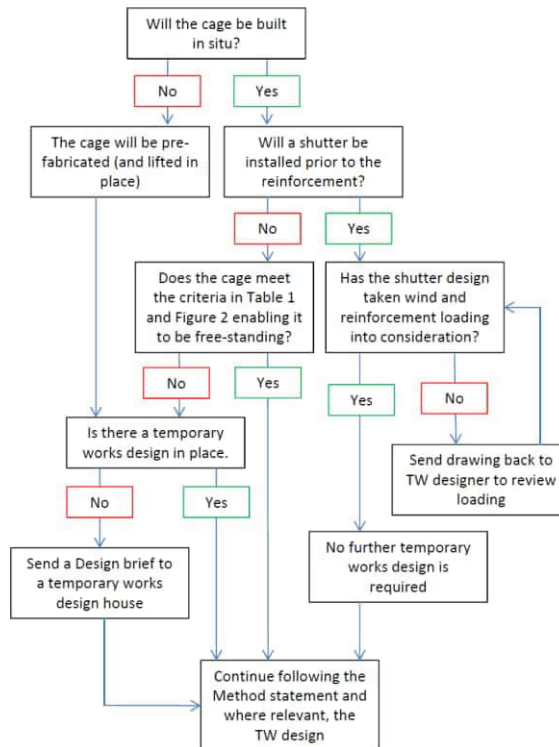 Will the cage be built
in situ?
No
Yes
The cage will be pre-
fabricated (and lifted in
place)
Will a shutter be
installed prior to the
reinforcement?
No
Yes
Does the cage meet
the criteria in Table 1
and Figure 2 enabling it
to be free-standing?
Has the shutter design
taken wind and
reinforcement loading
into consideration?
No
Yes
Yes
No
Is there a temporary
works design in place.
Send drawing back to
TW designer to review
loading
No
Yes
Send a Design brief to
a temporary works
design house
No further temporary
works design is
required
Continue following the
Method statement and
where relevant, the
TW design